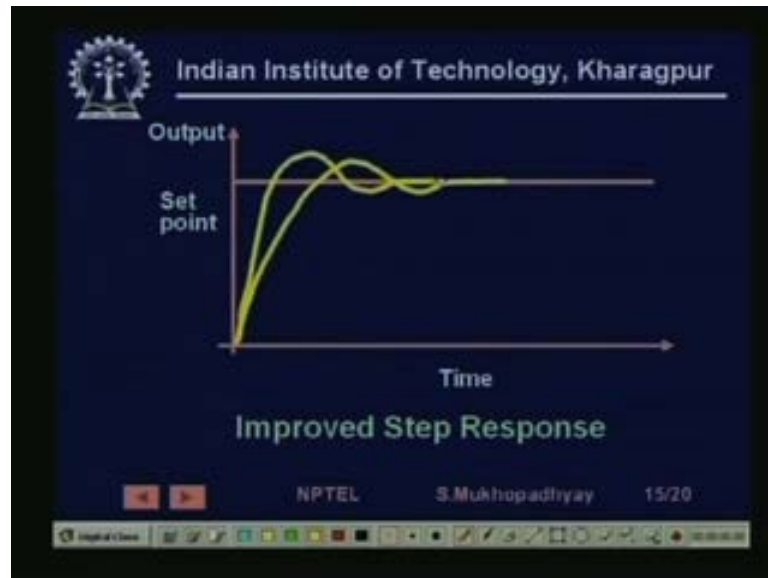 Indian Institute of Technology, Kharagpur
Output
Set
point
Time
Improved Step Response
NPTEL S.Mukhopadhyay 15/20